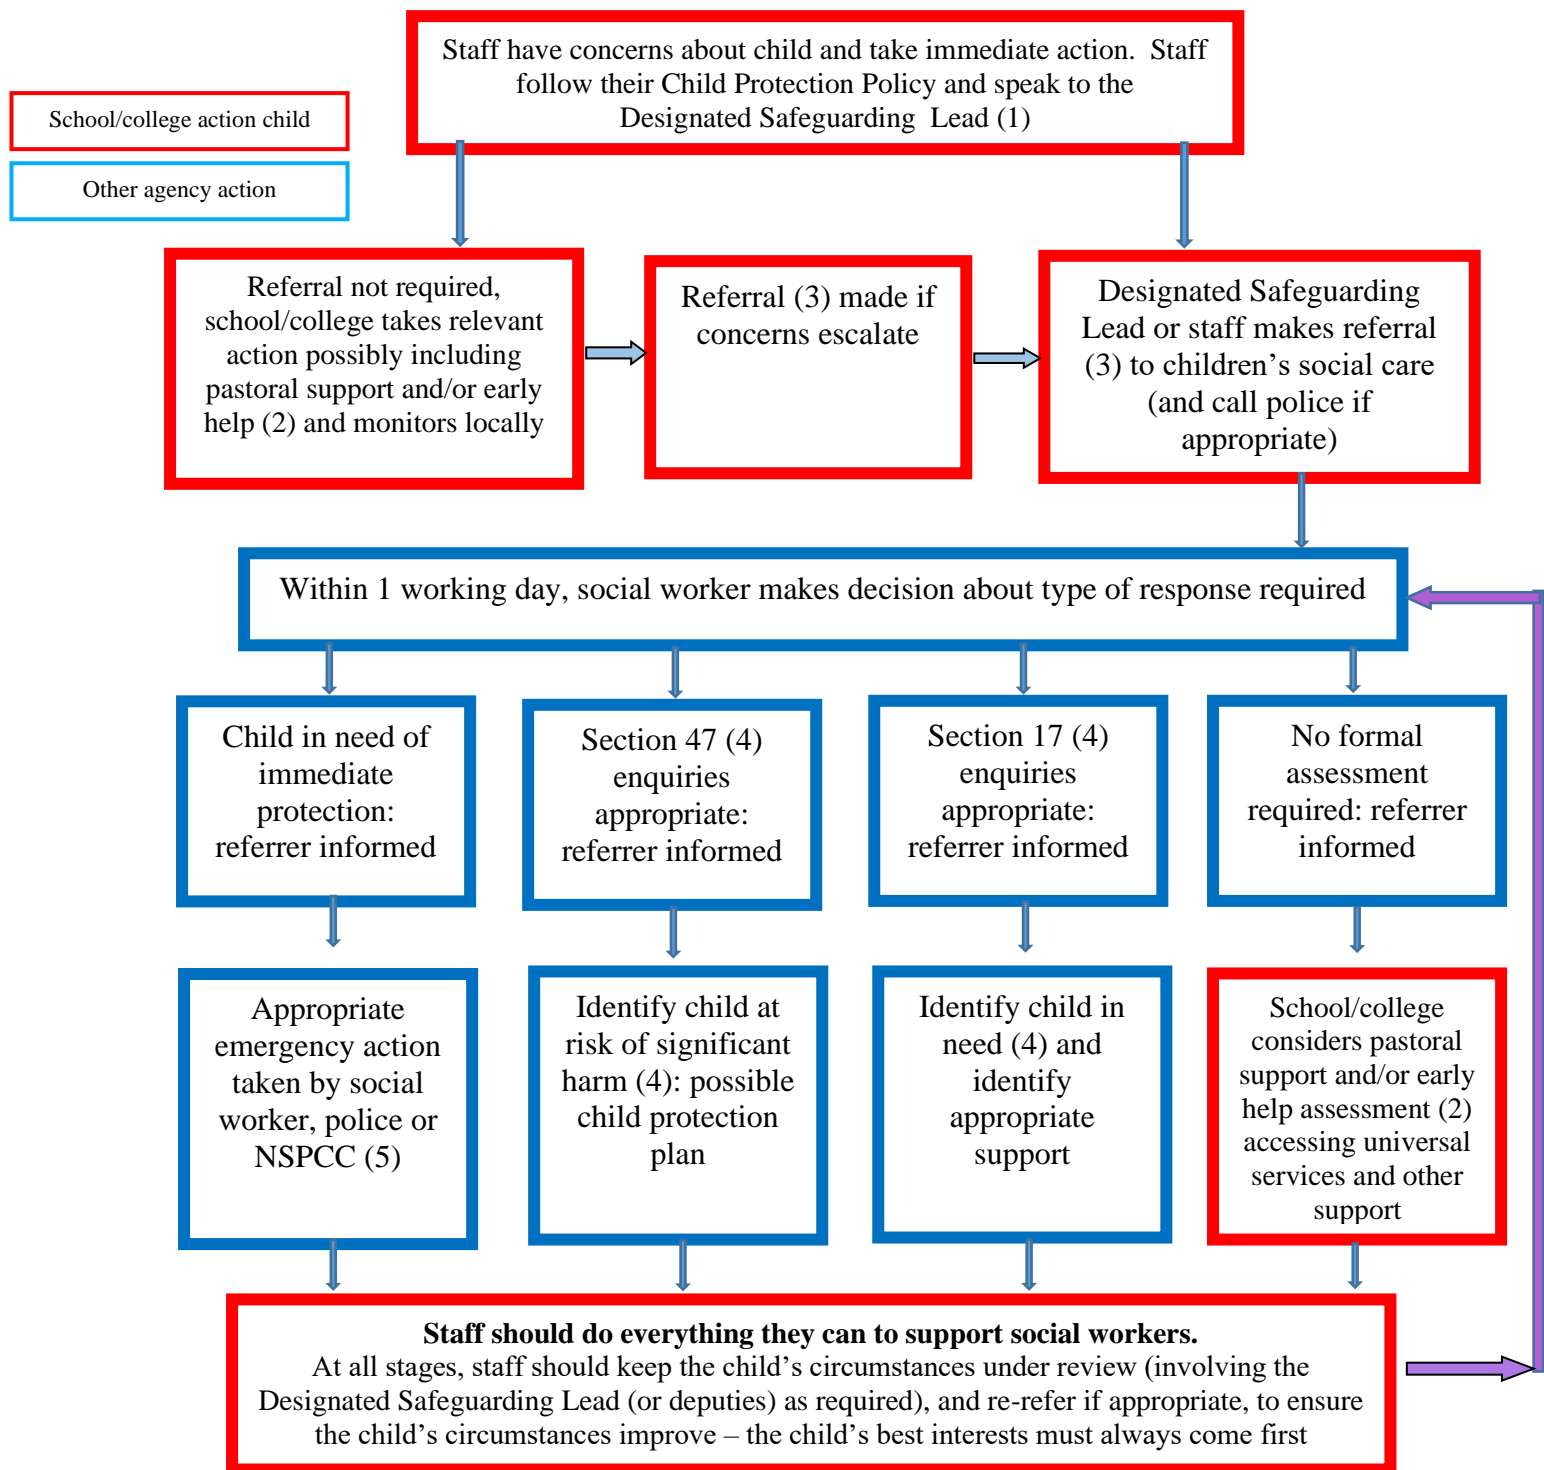 Staff have concerns about child and take immediate action.  Staff
follow their Child Protection Policy and speak to the
Designated Safeguarding  Lead (1)
School/college action child
Other agency action
Referral not required,
school/college takes relevant
action possibly including
pastoral support and/or early
help (2) and monitors locally
Referral (3) made if
concerns escalate
Designated Safeguarding
Lead or staff makes referral
(3) to children’s social care
(and call police if
appropriate)
Within 1 working day, social worker makes decision about type of response required
Child in need of
immediate
protection:
referrer informed
Section 47 (4)
enquiries
appropriate:
referrer informed
Section 17 (4)
enquiries
appropriate:
referrer informed
No formal
assessment
required: referrer
informed
Appropriate
emergency action
taken by social
worker, police or
NSPCC (5)
Identify child at
risk of significant
harm (4): possible
child protection
plan
Identify child in
need (4) and
identify
appropriate
support
School/college
considers pastoral
support and/or early
help assessment (2)
accessing universal
services and other
support
Staff should do everything they can to support social workers.
At all stages, staff should keep the child’s circumstances under review (involving the
Designated Safeguarding Lead (or deputies) as required), and re-refer if appropriate, to ensure
the child’s circumstances improve – the child’s best interests must always come first